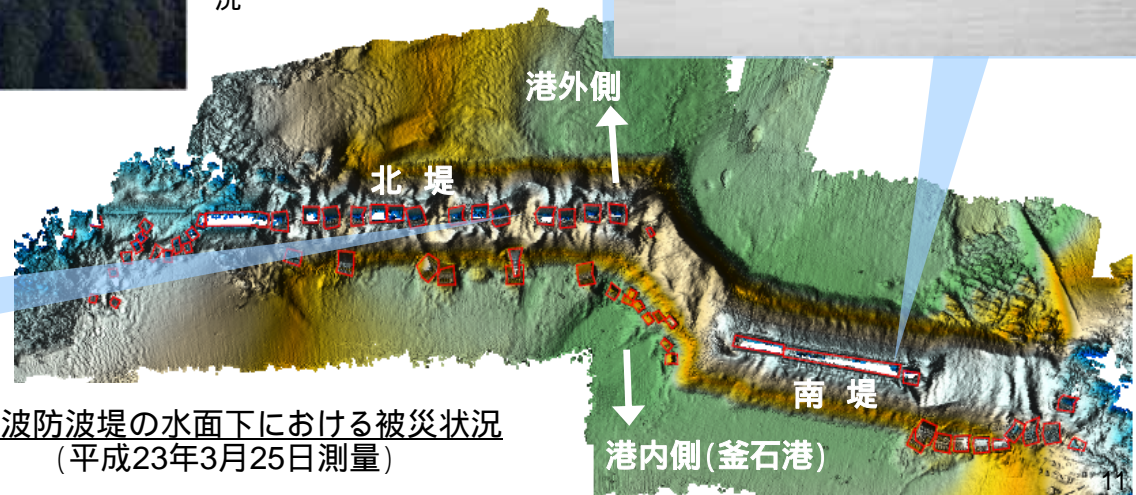 況
港外側
北 堤
南 堤
波防波堤の水面下における被災状況
(平成23年3月25日測量)
港内側(釜石港)
11